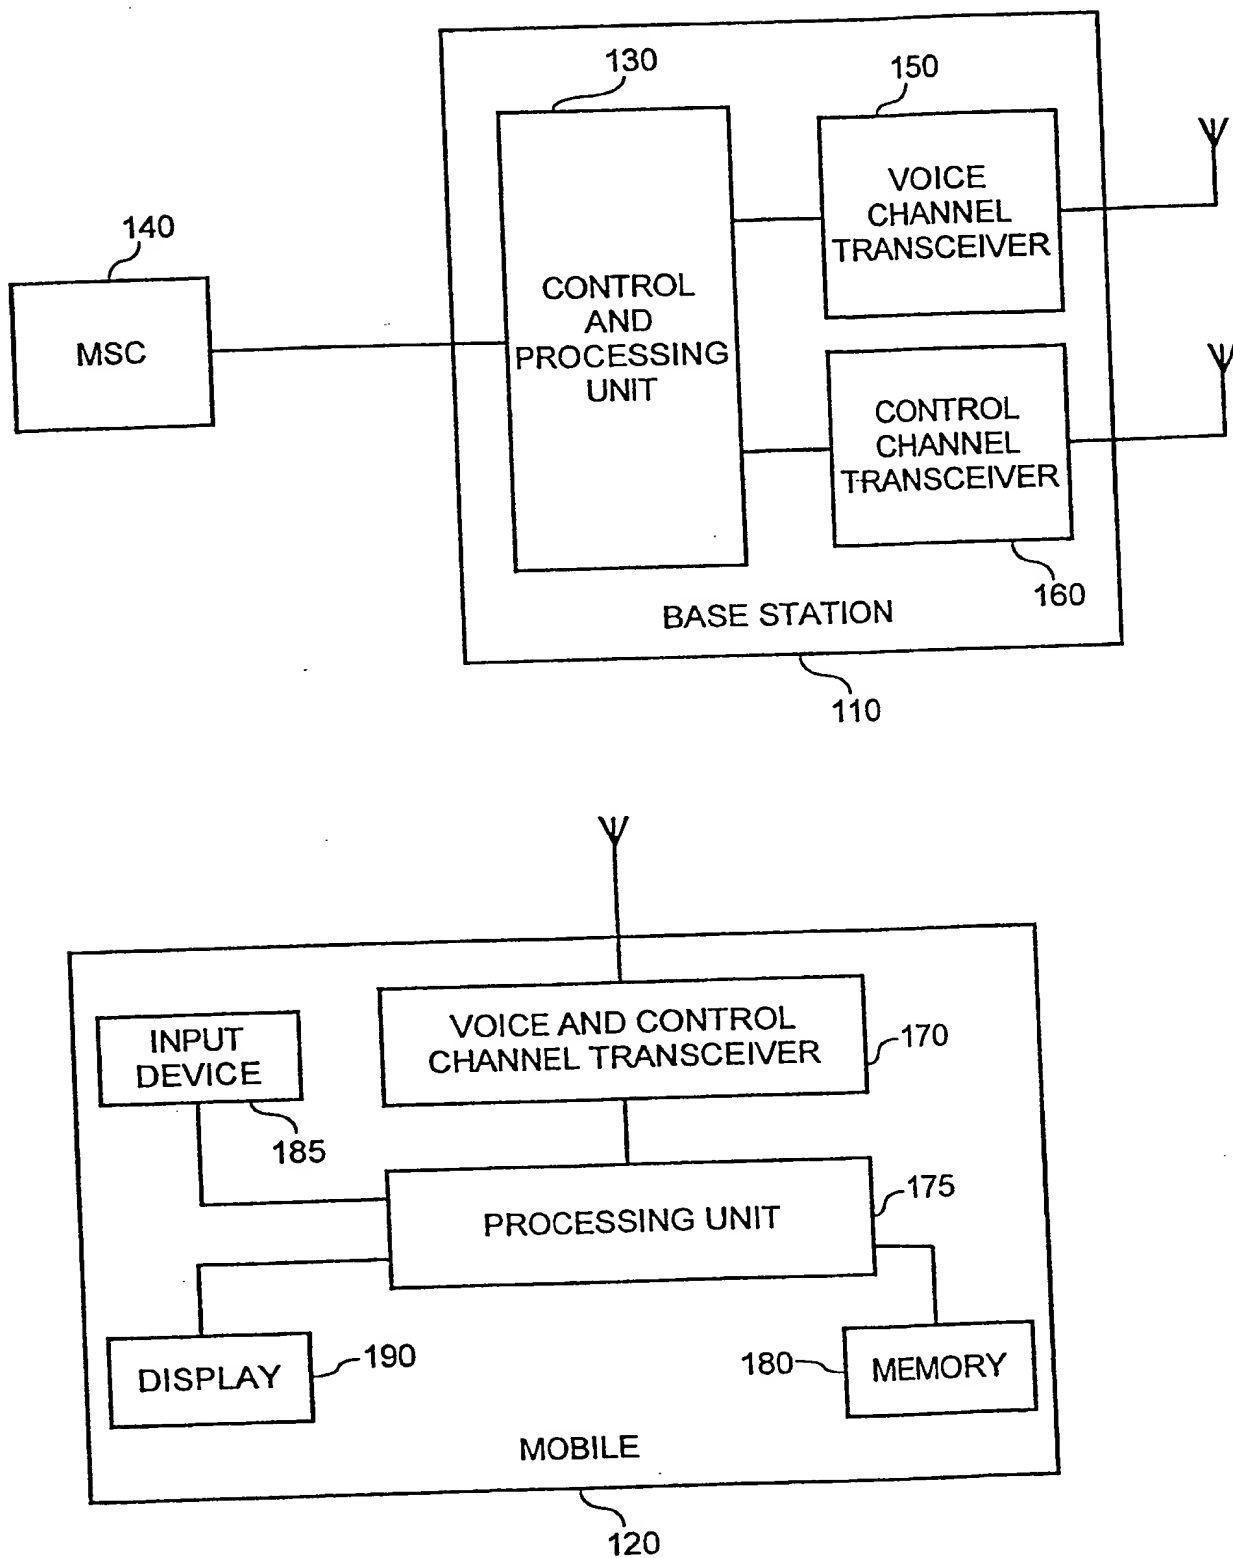 130
150
VOICE
CHANNEL
TRANSCEIVER
140
MSC
CONTROL
AND
PROCESSING
UNIT
CONTROL
CHANNEL
TRANSCEIVER
160
BASE STATION
110
INPUT
DEVICE
185
VOICE AND CONTROL
CHANNEL TRANSCEIVER
170
PROCESSING UNIT
175
DISPLAY
190
180
MEMORY
MOBILE
120